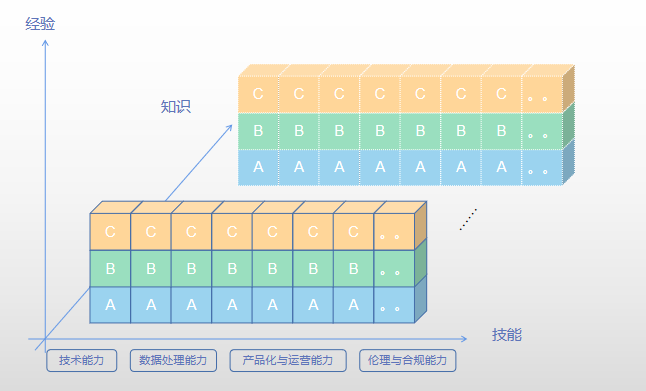 经验
知识
C C C C C C C 。。
B B B B B B B 。。
A A A A A A A 。。
C C C C C C C 。。
B B B B B B B 。。
A A A A A A A 。。
......
技能
技术能力 数据处理能力 产品化与运营能力 伦理与合规能力